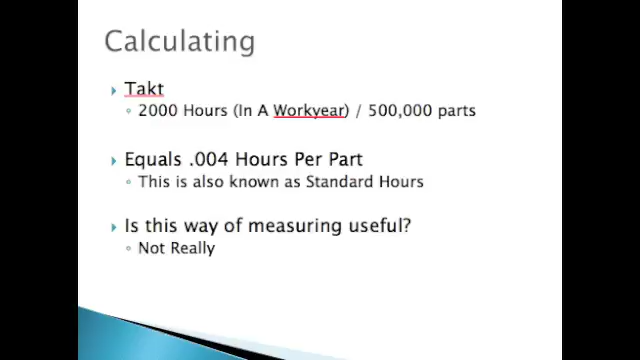 Calculating
Takt
2000 Hours (In A Workyear) / 500,000 parts
Equals .004 Hours Per Part
This is also known as Standard Hours
Is this way of measuring useful?
Not Really